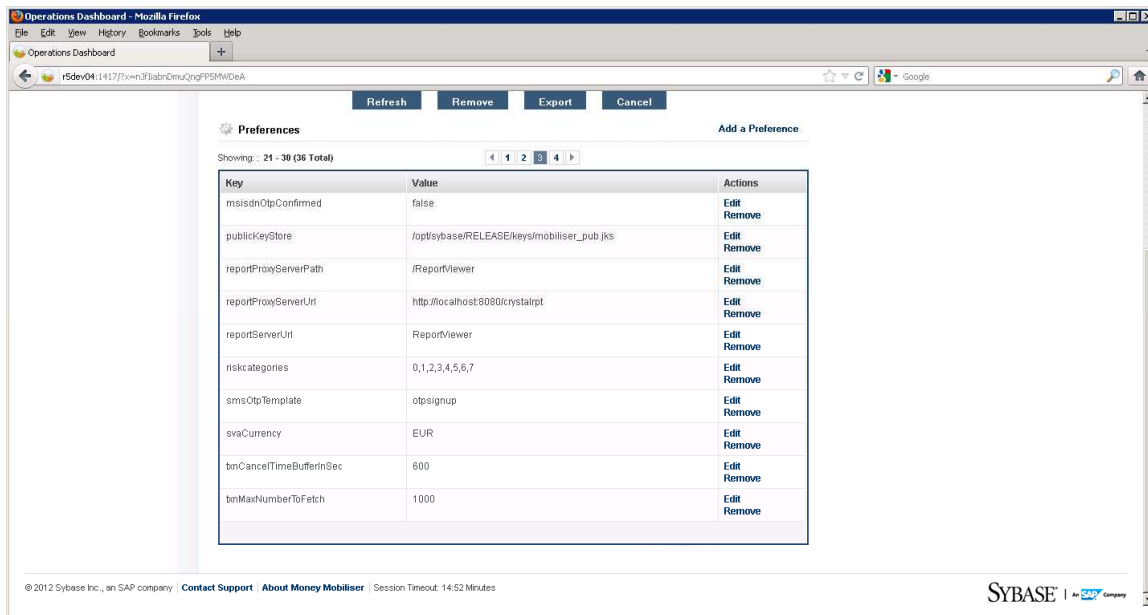 Operations Dashboard - Mozilla Firefox
File Edit View History Bookmarks Tools Help
Operations Dashboard +
r5dev04:1417/?x=nJfIiabnDmuQngFP5MWDeA Google
Refresh Remove Export Cancel
Preferences Add a Preference
Showing: : 21 - 30 (36 Total) 1 2 3 4
Key Value Actions
msisdnOtpConfirmed false Edit
Remove
publicKeyStore /opt/sybase/RELEASE/keys/mobiliser_pub.jks Edit
Remove
reportProxyServerPath /ReportViewer Edit
Remove
reportProxyServerUrl http://localhost:8080/crystalrpt Edit
Remove
reportServerUrl ReportViewer Edit
Remove
riskcategories 0,1,2,3,4,5,6,7 Edit
Remove
smsOtpTemplate otpsignup Edit
Remove
svaCurrency EUR Edit
Remove
txnCancelTimeBufferInSec 600 Edit
Remove
txnMaxNumberToFetch 1000 Edit
Remove
© 2012 Sybase Inc., an SAP company Contact Support About Money Mobiliser Session Timeout: 14:52 Minutes
SYBASE An SAP Company